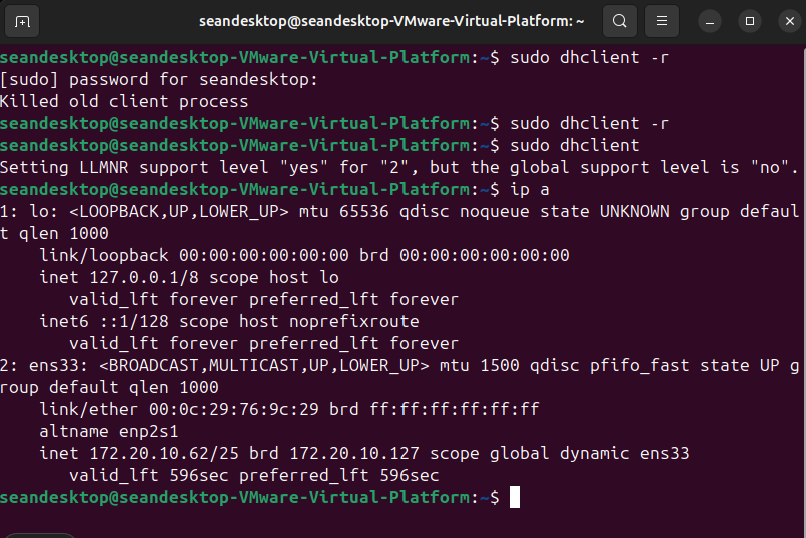 seandesktop@seandesktop-VMware-Virtual-Platform: ~
seandesktop@seandesktop-VMware-Virtual-Platform:~$ sudo dhclient -r
[sudo] password for seandesktop:
Killed old client process
seandesktop@seandesktop-VMware-Virtual-Platform:~$ sudo dhclient -r
seandesktop@seandesktop-VMware-Virtual-Platform:~$ sudo dhclient
Setting LLMNR support level "yes" for "2", but the global support level is "no".
seandesktop@seandesktop-VMware-Virtual-Platform:~$ ip a
1: lo: <LOOPBACK,UP,LOWER_UP> mtu 65536 qdisc noqueue state UNKNOWN group defaul
t qlen 1000
    link/loopback 00:00:00:00:00:00 brd 00:00:00:00:00:00
    inet 127.0.0.1/8 scope host lo
       valid_lft forever preferred_lft forever
    inet6 ::1/128 scope host noprefixroute
       valid_lft forever preferred_lft forever
2: ens33: <BROADCAST,MULTICAST,UP,LOWER_UP> mtu 1500 qdisc pfifo_fast state UP g
roup default qlen 1000
    link/ether 00:0c:29:76:9c:29 brd ff:ff:ff:ff:ff:ff
    altname enp2s1
    inet 172.20.10.62/25 brd 172.20.10.127 scope global dynamic ens33
       valid_lft 596sec preferred_lft 596sec
seandesktop@seandesktop-VMware-Virtual-Platform:~$